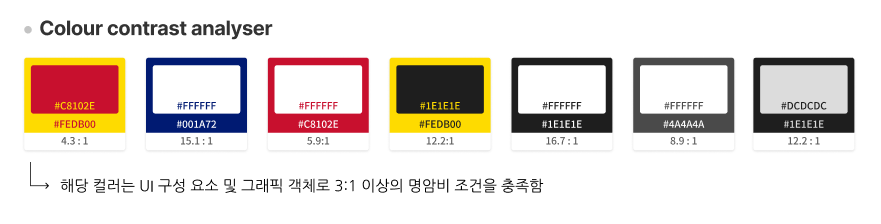 Colour contrast analyser
#C8102E #FFFFFF #FFFFFF #1E1E1E #FFFFFF #FFFFFF #DCDCDC
#FEDB00 #001A72 #C8102E #FEDB00 #1E1E1E #4A4A4A #1E1E1E
4.3 : 1 15.1 : 1 5.9:1 12.2:1 16.7 : 1 8.9 : 1 12.2 : 1
해당 컬러는 UI 구성 요소 및 그래픽 객체로 3:1 이상의 명암비 조건을 충족함